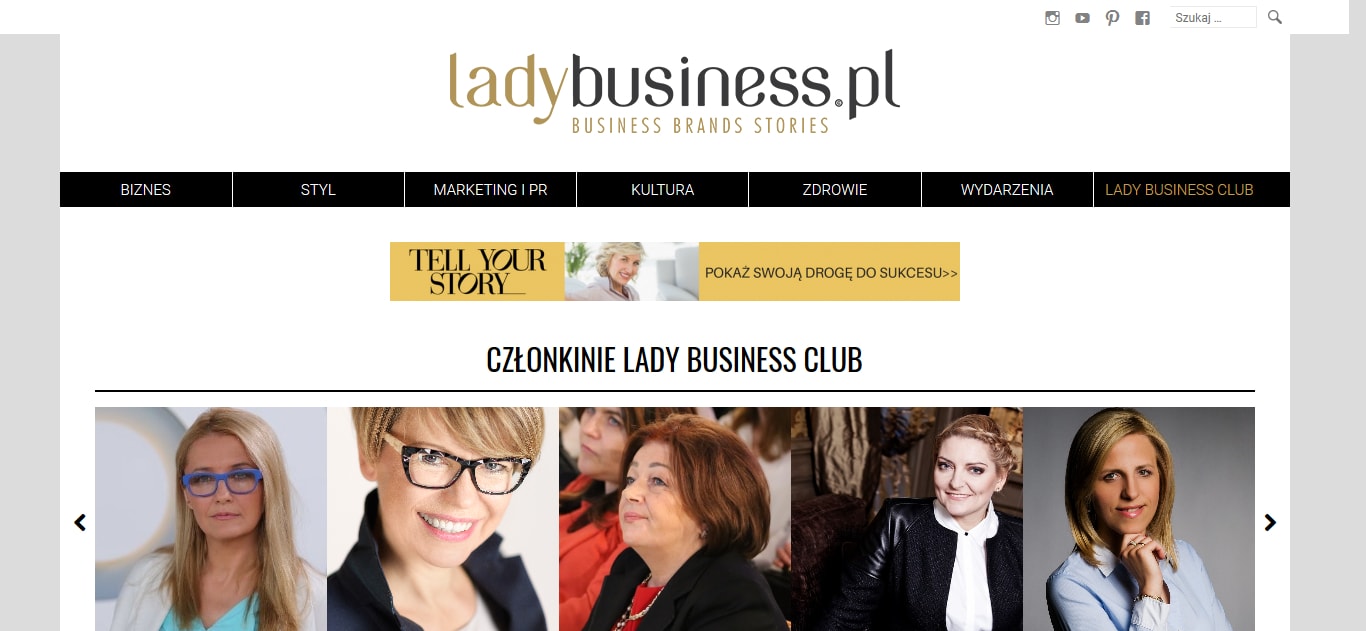 Szukaj ...
ladybusiness.pl
BUSINESS BRANDS STORIES
BIZNES
STYL
MARKETING I PR
KULTURA
ZDROWIE
WYDARZENIA
LADY BUSINESS CLUB
TELL YOUR
STORY
POKAŻ SWOJĄ DROGĘ DO SUKCESU>>
CZŁONKINIE LADY BUSINESS CLUB